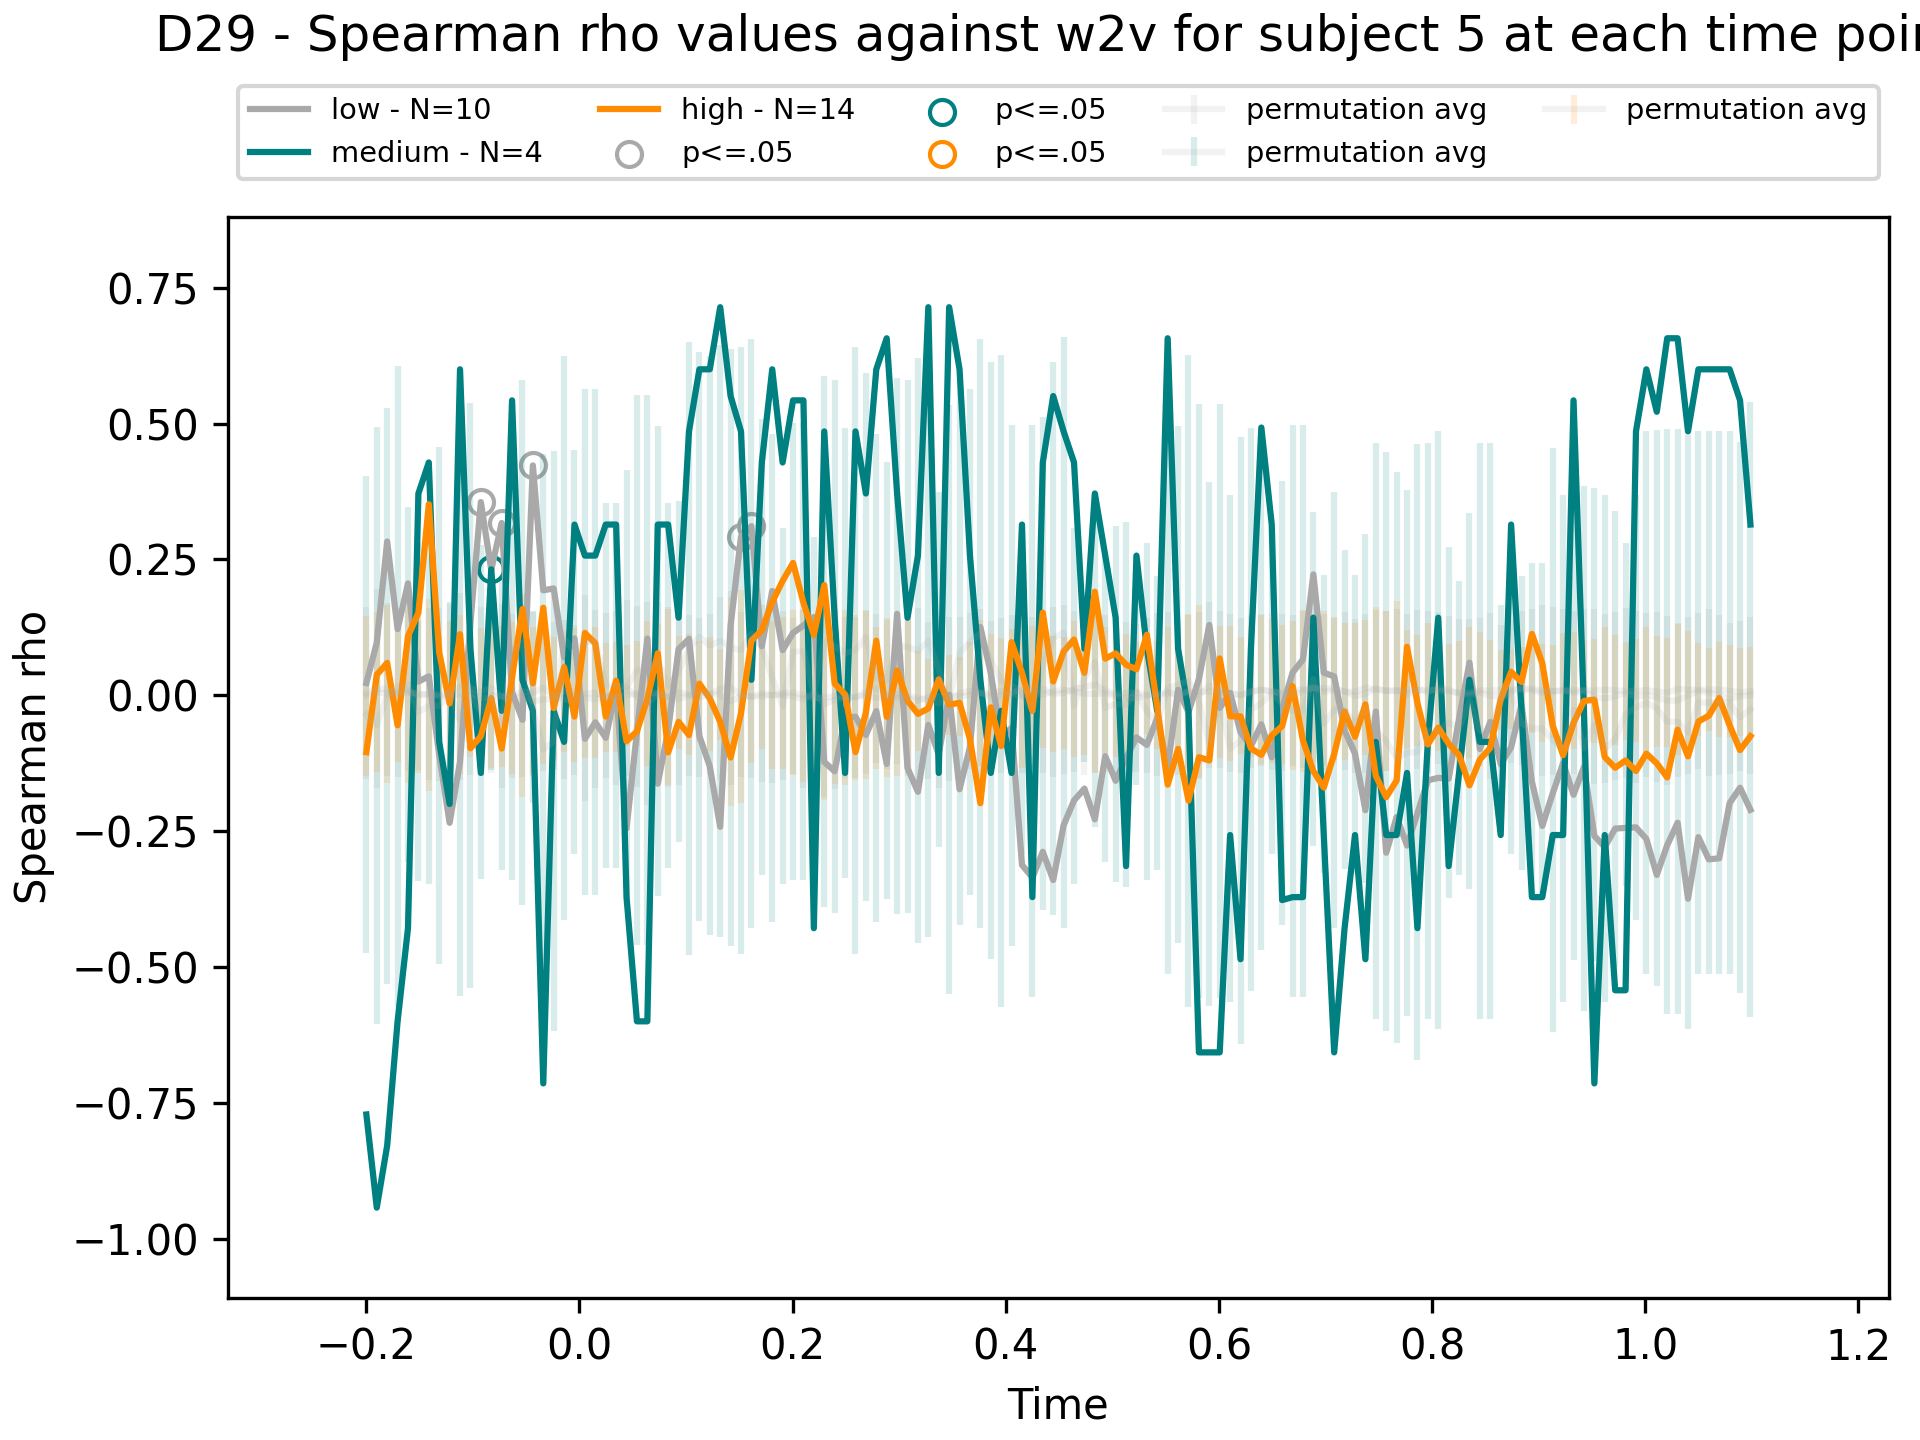 D29 - Spearman rho values against w2v for subject 5 at each time poi
low - N=10 high - N=14 p<=.05 permutation avg permutation avg
medium - N=4 p<=.05 p<=.05 permutation avg
Spearman rho
0.75
0.50
0.25
0.00
−0.25
−0.50
−0.75
−1.00
−0.2 0.0 0.2 0.4 0.6 0.8 1.0 1.2
Time